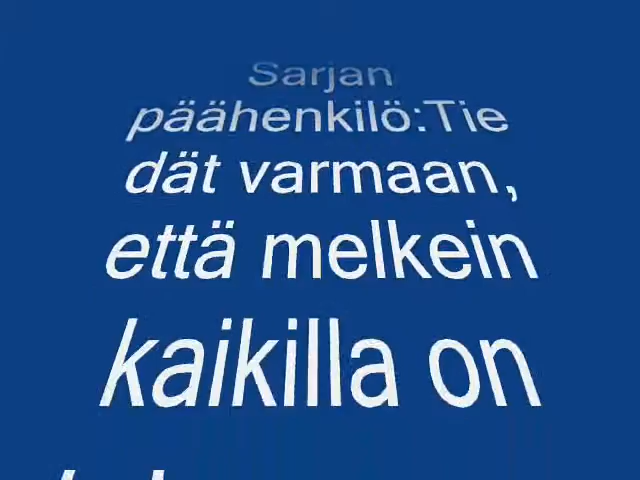 Sarjan
päähenkilö:Tie
dät varmaan,
että melkein
kaikilla on